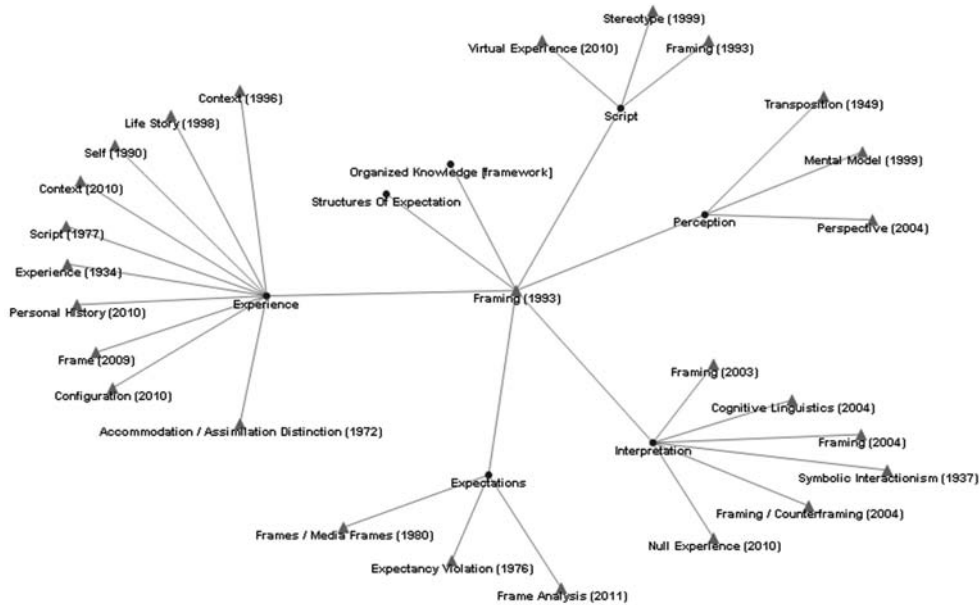 Stereotype (1999)
Virtual Experience (2010)
Framing (1993)
Context (1996)
Transposition (1949)
Script
Life Story (1998)
Self (1990)
Mental Model (1999)
Organized Knowledge [framework]
Context (2010)
Structures Of Expectation
Perception
Perspective (2004)
Script (1977)
Experience (1934)
Framing (1993)
Experience
Personal History (2010)
Frame (2009)
Framing (2003)
Configuration (2010)
Cognitive Linguistics (2004)
Accommodation / Assimilation Distinction (1972)
Framing (2004)
Interpretation
Symbolic Interactionism (1937)
Expectations
Framing / Counterframing (2004)
Frames / Media Frames (1980)
Null Experience (2010)
Expectancy Violation (1976)
Frame Analysis (2011)